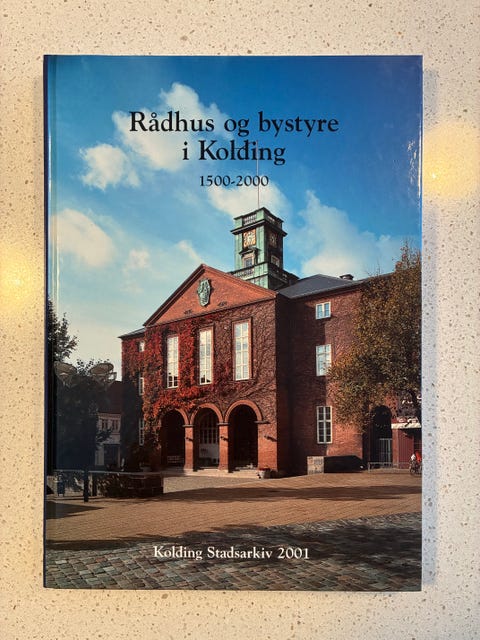 Rådhus og bystyre
i Kolding
1500-2000
Kolding Stadsarkiv 2001